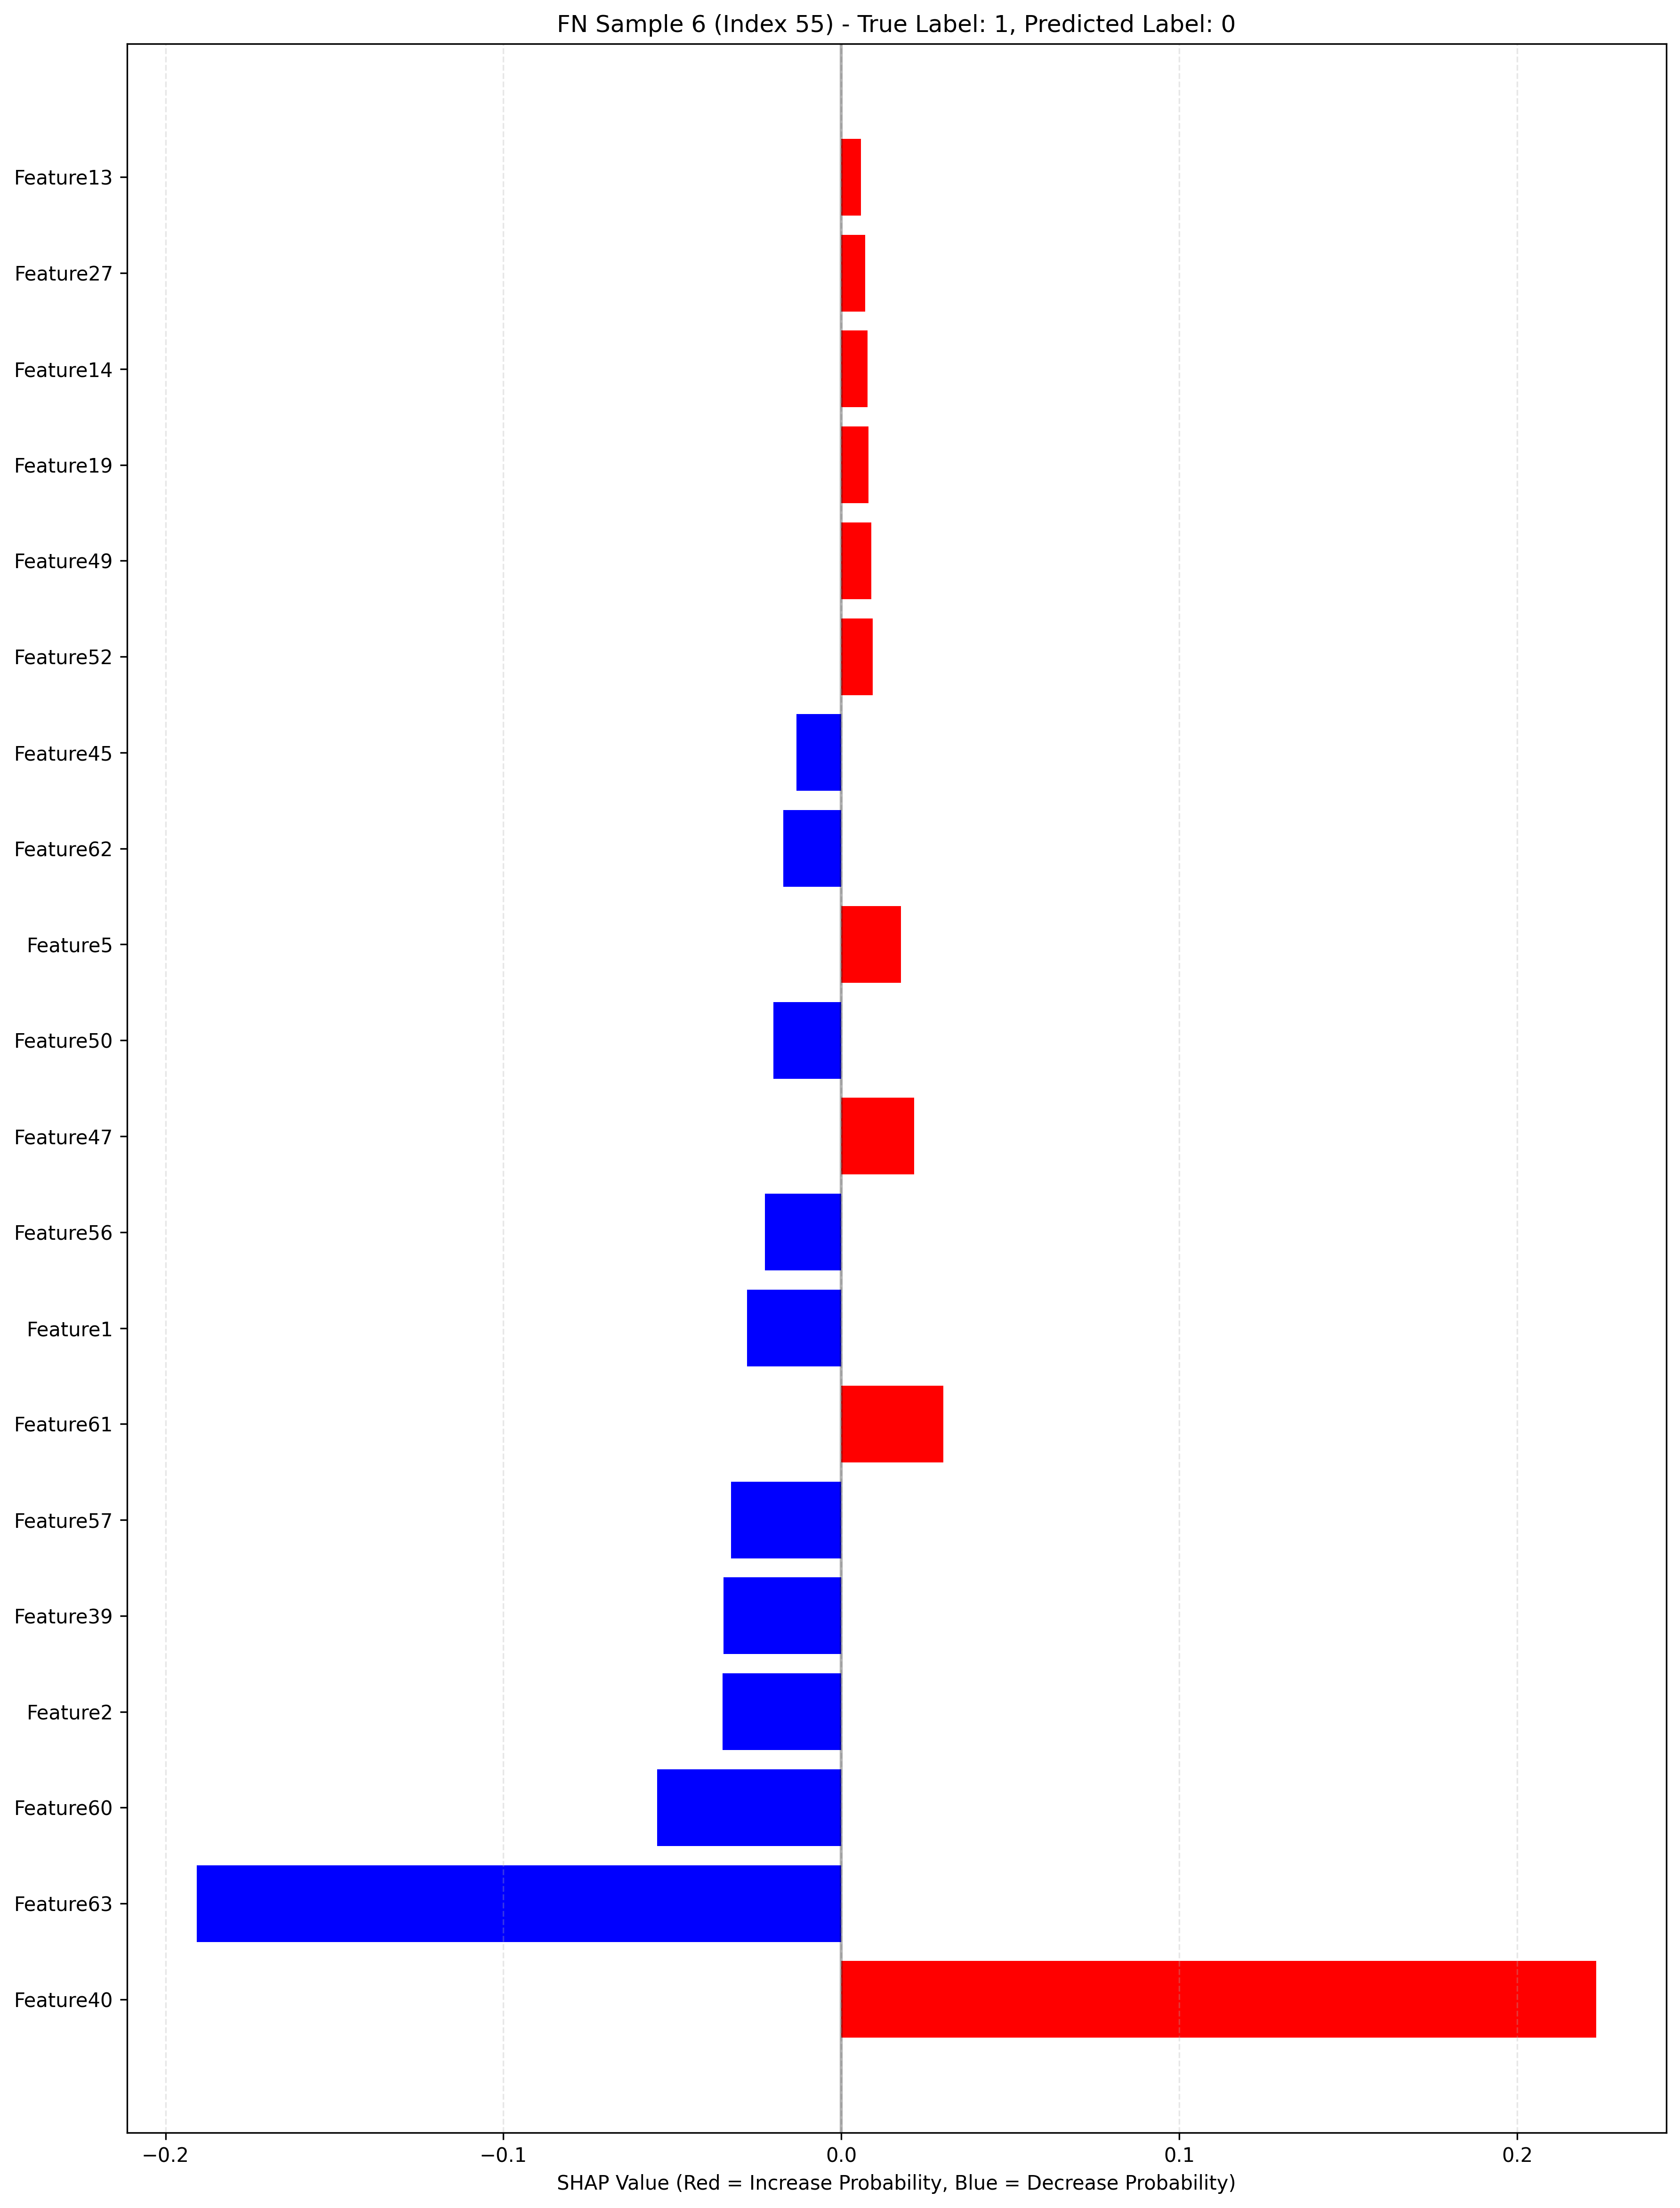 FN Sample 6 (Index 55) - True Label: 1, Predicted Label: 0
Feature13
Feature27
Feature14
Feature19
Feature49
Feature52
Feature45
Feature62
Feature5
Feature50
Feature47
Feature56
Feature1
Feature61
Feature57
Feature39
Feature2
Feature60
Feature63
Feature40
−0.2 −0.1 0.0 0.1 0.2
SHAP Value (Red = Increase Probability, Blue = Decrease Probability)